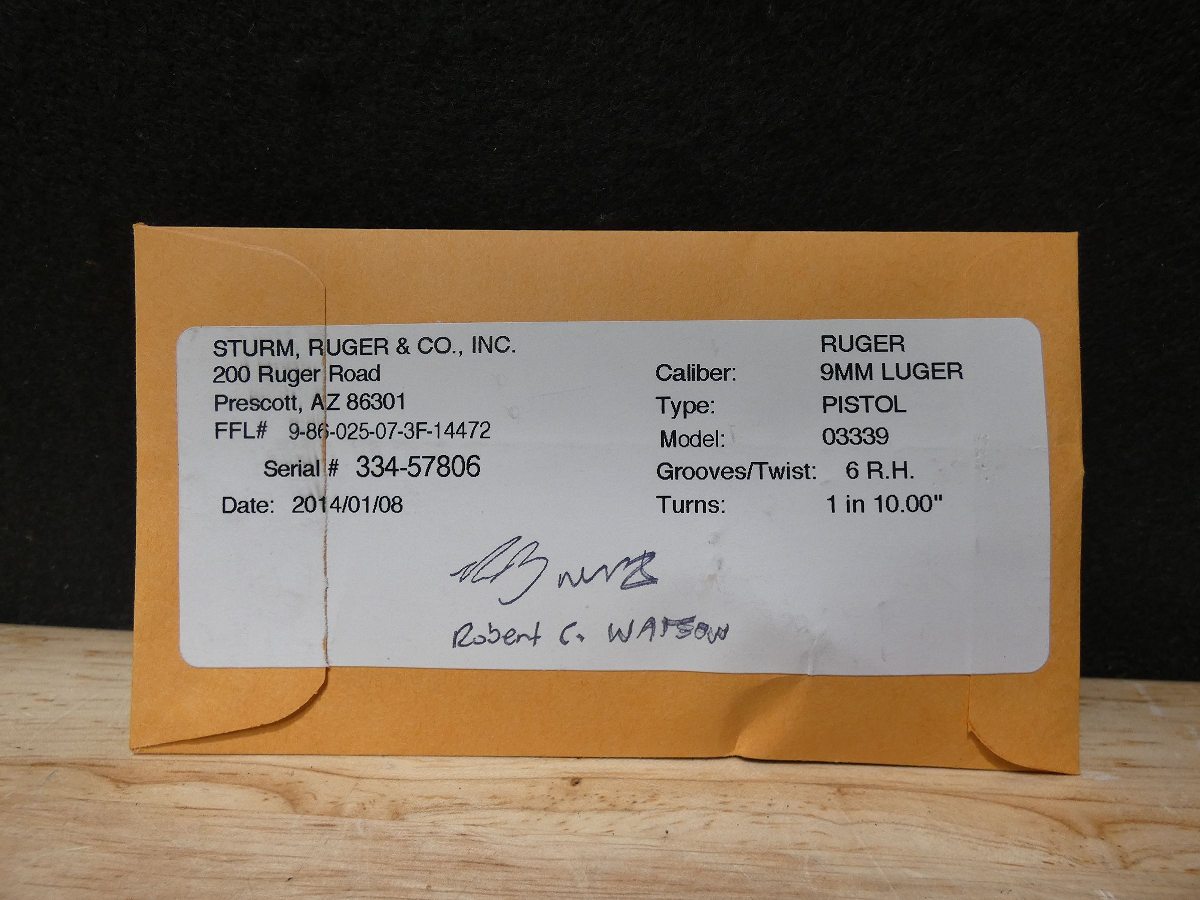 STURM, RUGER & CO., INC.
200 Ruger Road
Prescott, AZ 86301
FFL# 9-86-025-07-3F-14472
Serial # 334-57806
Date: 2014/01/08
RUGER
Caliber: 9MM LUGER
Type: PISTOL
Model: 03339
Grooves/Twist: 6 R.H.
Turns: 1 in 10.00"
Robert C. WATSON